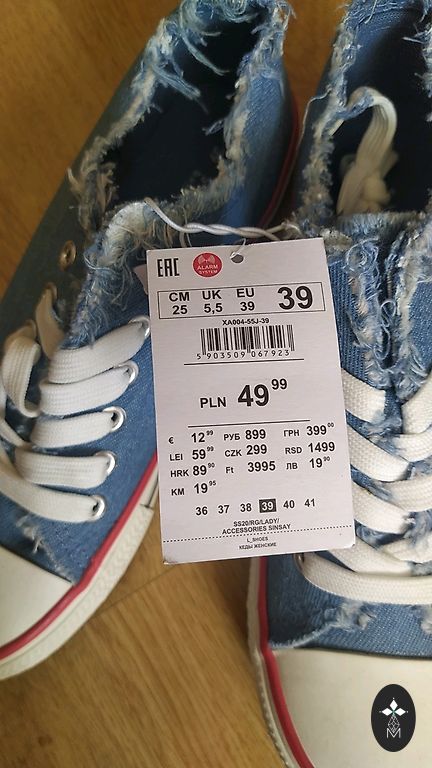 EAC
ALARM
SYSTEM
CM UK EU
25 5,5 39 39
XA004-55J-39
5 903509 067923
PLN 49 99
€ 12 99 РУБ 899 ГРН 399 00
LEI 59 99 CZK 299 RSD 1499
HRK 89 90 Ft 3995 ЛВ 19 90
KM 19 95
36 37 38 39 40 41
SS20/RG/LADY/
ACCESSORIES SINSAY
L_SHOES
КЕДЫ ЖЕНСКИЕ
M